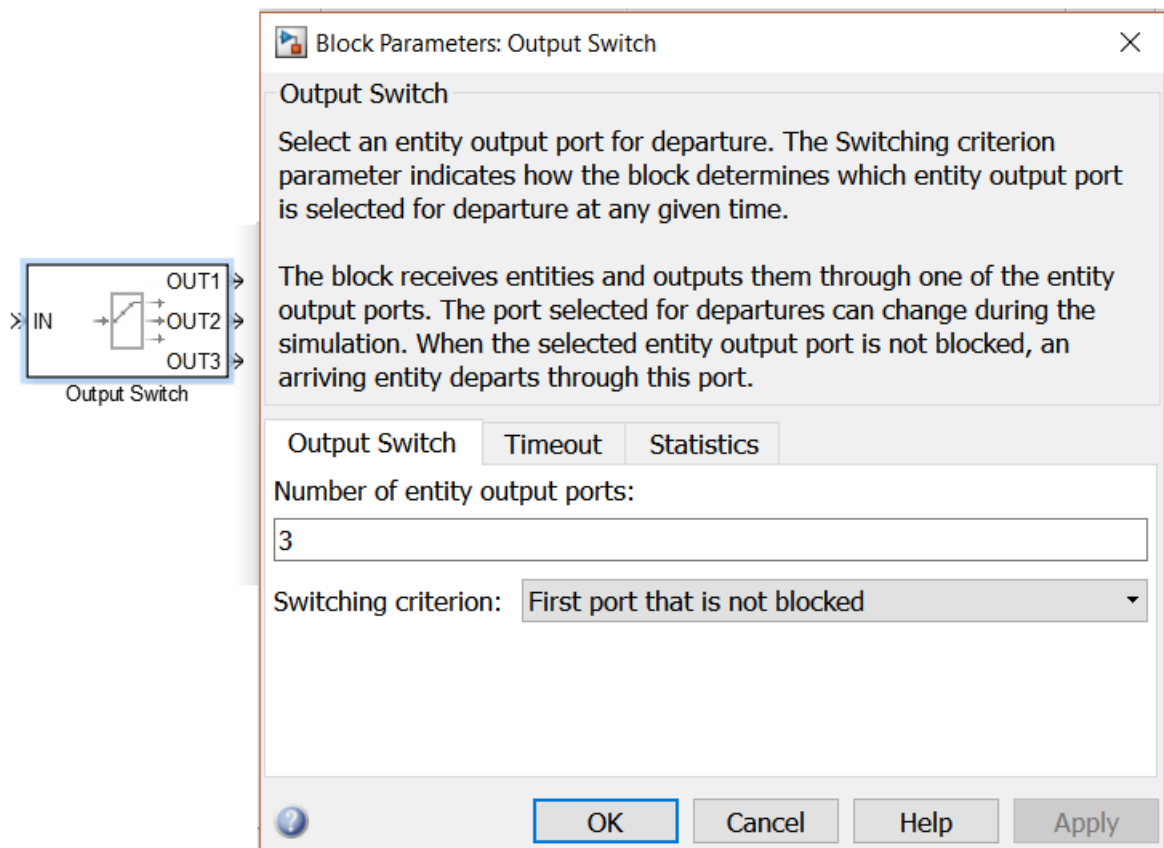 Block Parameters: Output Switch
Output Switch
Select an entity output port for departure. The Switching criterion
parameter indicates how the block determines which entity output port
is selected for departure at any given time.
The block receives entities and outputs them through one of the entity
output ports. The port selected for departures can change during the
simulation. When the selected entity output port is not blocked, an
arriving entity departs through this port.
IN
OUT1
OUT2
OUT3
Output Switch
Output Switch Timeout Statistics
Number of entity output ports:
3
Switching criterion: First port that is not blocked
? OK Cancel Help Apply